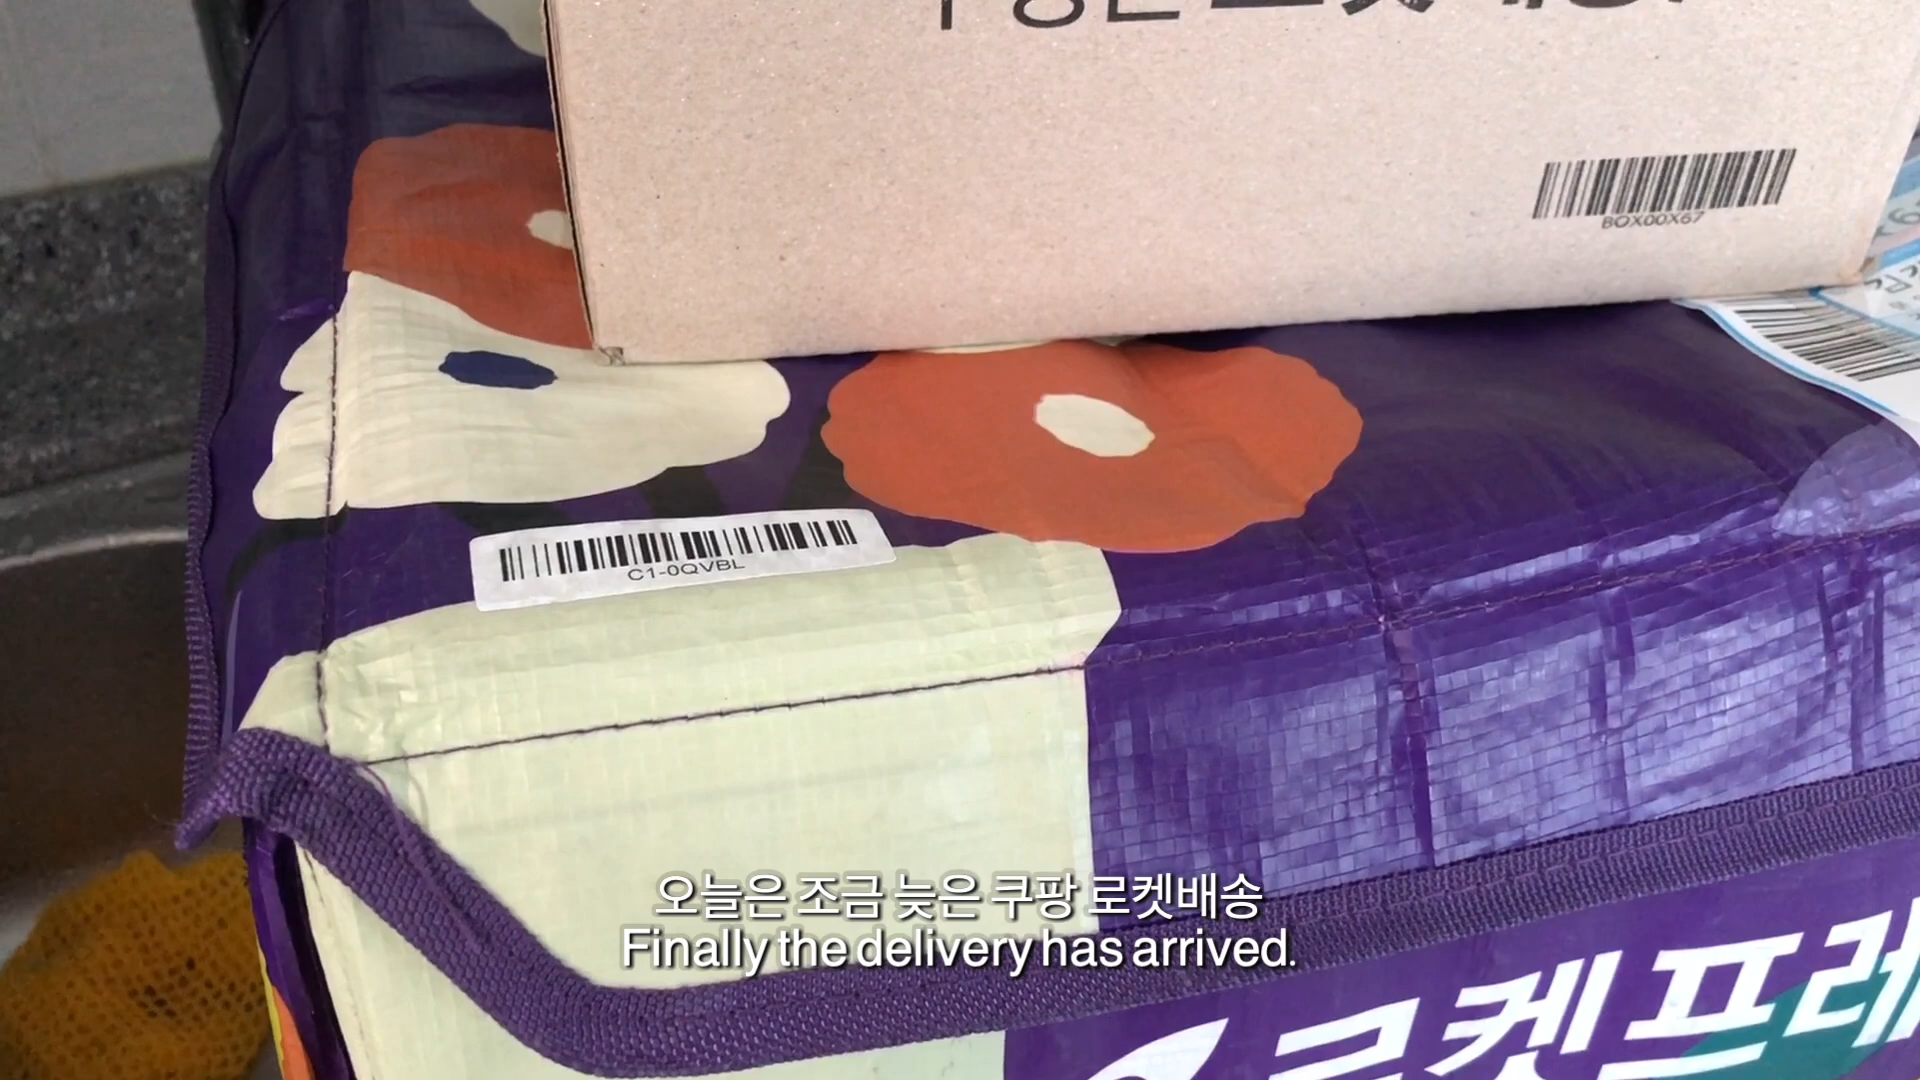 BOX00X67
C1-0QVBL
오늘은 조금 늦은 쿠팡 로켓배송
Finally the delivery has arrived.
로켓프레